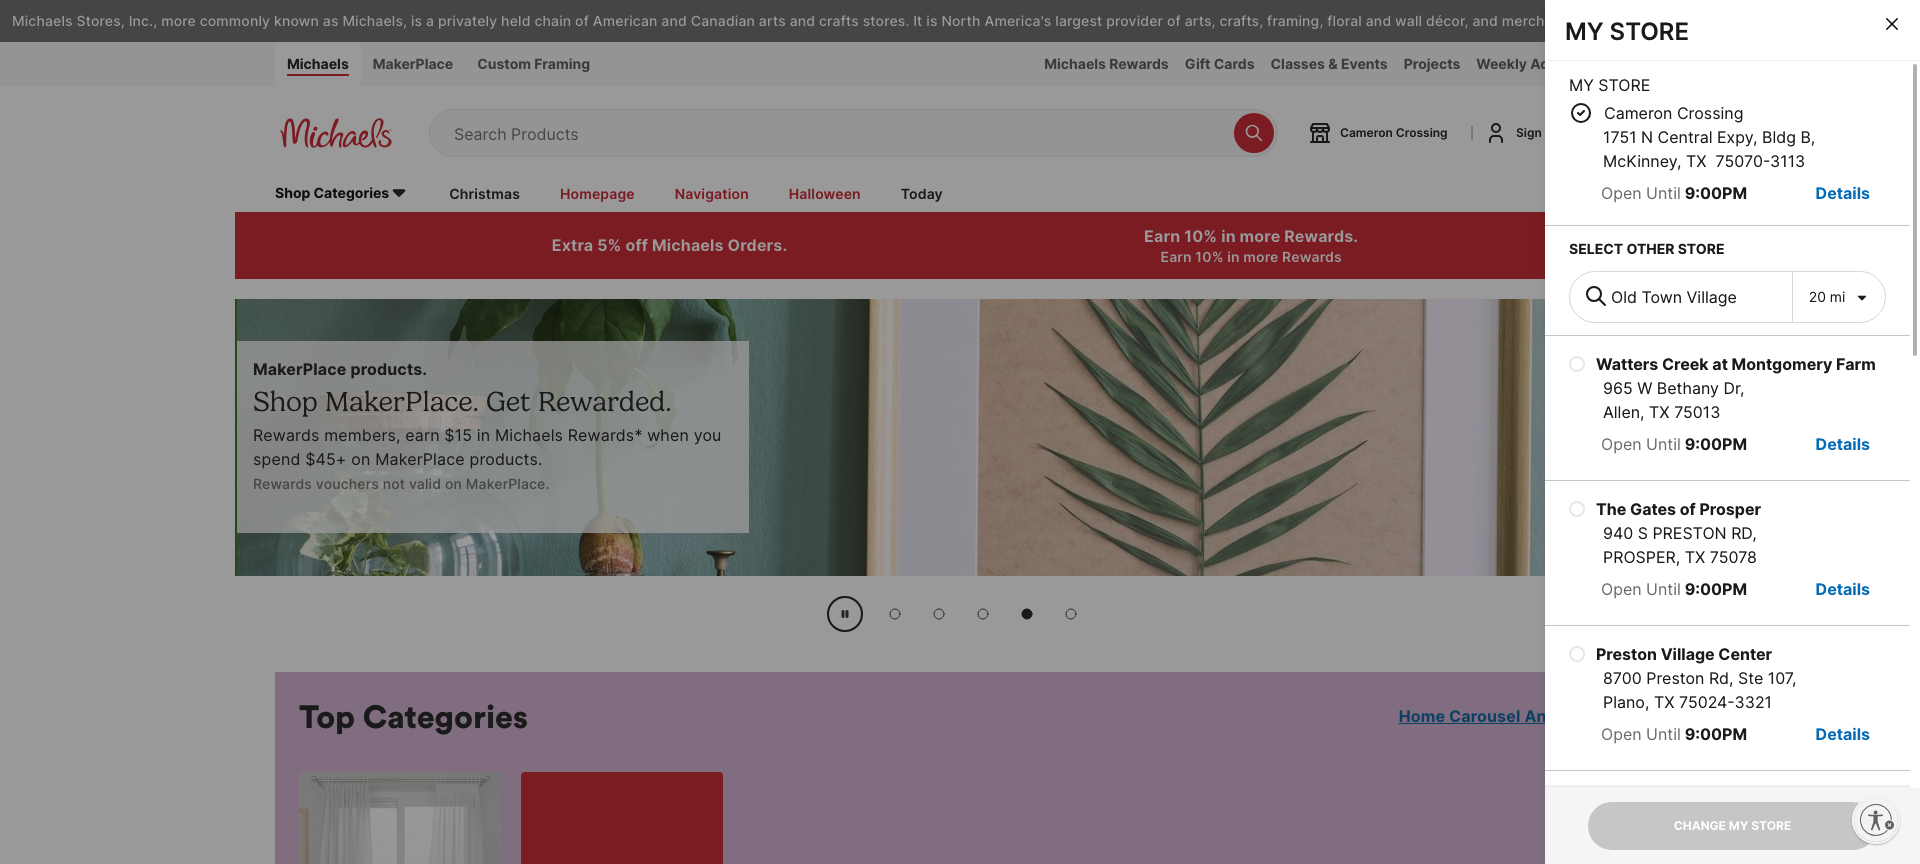 Michaels Stores, Inc., more commonly known as Michaels, is a privately held chain of American and Canadian arts and crafts stores. It is North America's largest provider of arts, crafts, framing, floral and wall décor, and merch
Michaels MakerPlace Custom Framing Michaels Rewards Gift Cards Classes & Events Projects Weekly Ad
Michaels Search Products Cameron Crossing | Sign
Shop Categories Christmas Homepage Navigation Halloween Today
Extra 5% off Michaels Orders.
Earn 10% in more Rewards.
Earn 10% in more Rewards
MakerPlace products.
Shop MakerPlace. Get Rewarded.
Rewards members, earn $15 in Michaels Rewards* when you
spend $45+ on MakerPlace products.
Rewards vouchers not valid on MakerPlace.
Top Categories
Home Carousel An
MY STORE
MY STORE
Cameron Crossing
1751 N Central Expy, Bldg B,
McKinney, TX 75070-3113
Open Until 9:00PM Details
SELECT OTHER STORE
Old Town Village 20 mi
Watters Creek at Montgomery Farm
965 W Bethany Dr,
Allen, TX 75013
Open Until 9:00PM Details
The Gates of Prosper
940 S PRESTON RD,
PROSPER, TX 75078
Open Until 9:00PM Details
Preston Village Center
8700 Preston Rd, Ste 107,
Plano, TX 75024-3321
Open Until 9:00PM Details
CHANGE MY STORE